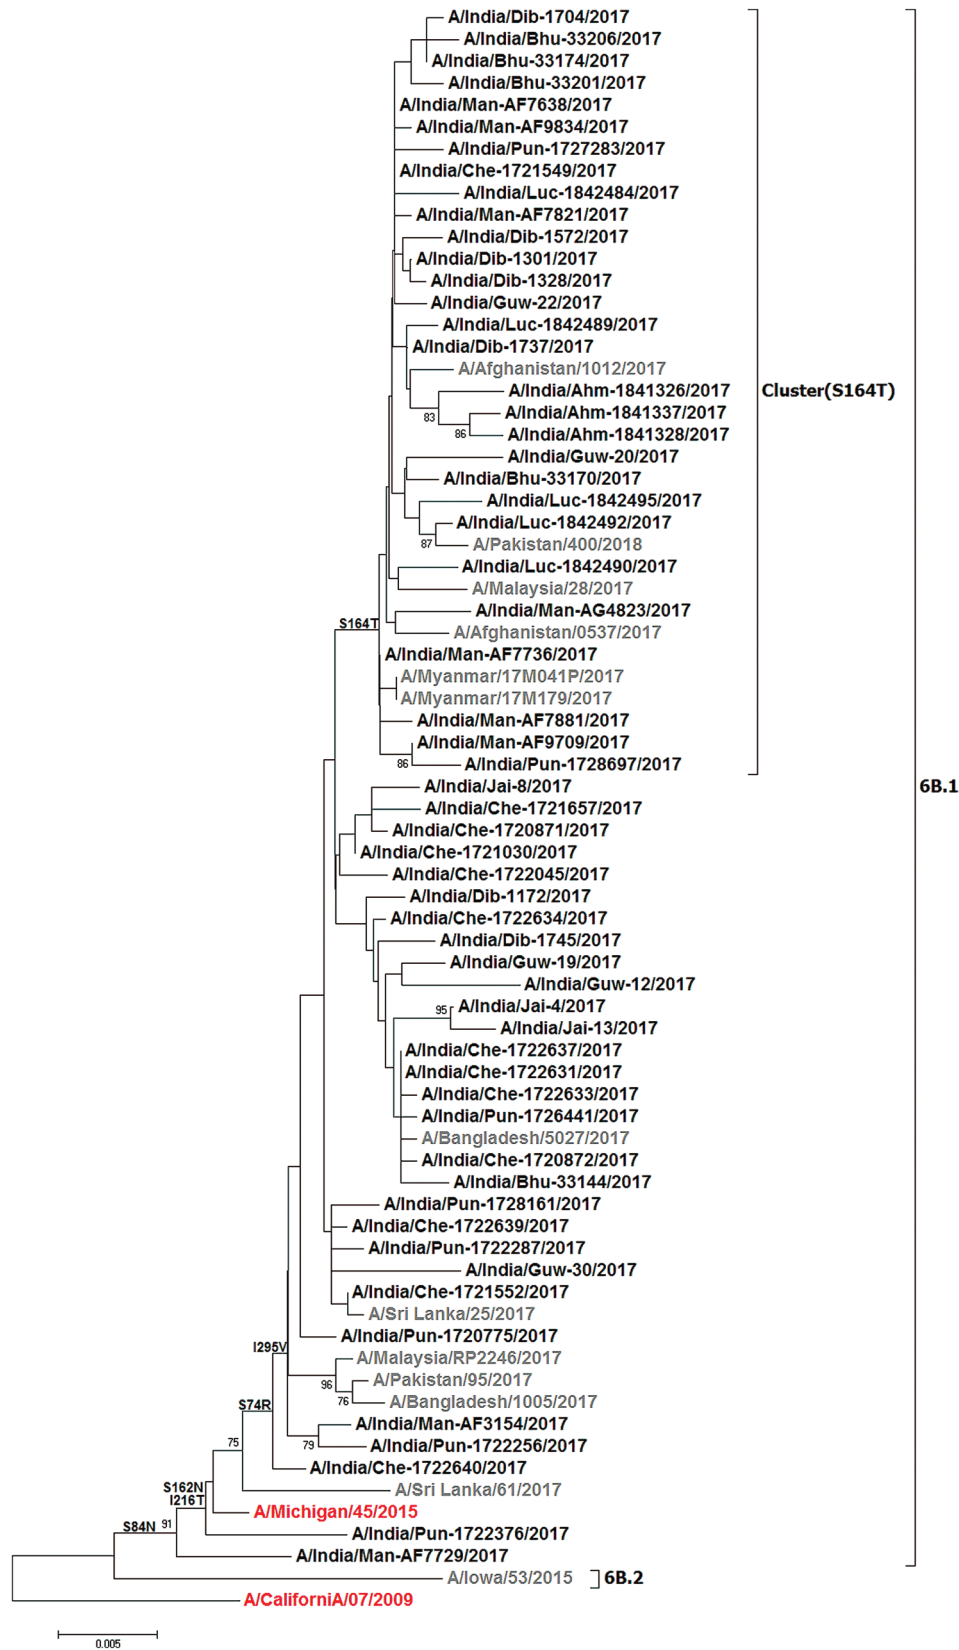 A/India/Dib-1704/2017
A/India/Bhu-33206/2017
A/India/Bhu-33174/2017
A/India/Bhu-33201/2017
A/India/Man-AF7638/2017
A/India/Man-AF9834/2017
A/India/Pun-1727283/2017
A/India/Che-1721549/2017
A/India/Luc-1842484/2017
A/India/Man-AF7821/2017
A/India/Dib-1572/2017
A/India/Dib-1301/2017
A/India/Dib-1328/2017
A/India/Guw-22/2017
A/India/Luc-1842489/2017
A/India/Dib-1737/2017
A/Afghanistan/1012/2017
A/India/Ahm-1841326/2017
Cluster(S164T)
83
A/India/Ahm-1841337/2017
86
A/India/Ahm-1841328/2017
A/India/Guw-20/2017
A/India/Bhu-33170/2017
A/India/Luc-1842495/2017
A/India/Luc-1842492/2017
87
A/Pakistan/400/2018
A/India/Luc-1842490/2017
A/Malaysia/28/2017
A/India/Man-AG4823/2017
S164T
A/Afghanistan/0537/2017
A/India/Man-AF7736/2017
A/Myanmar/17M041P/2017
A/Myanmar/17M179/2017
A/India/Man-AF7881/2017
A/India/Man-AF9709/2017
86
A/India/Pun-1728697/2017
A/India/Jai-8/2017
6B.1
A/India/Che-1721657/2017
A/India/Che-1720871/2017
A/India/Che-1721030/2017
A/India/Che-1722045/2017
A/India/Dib-1172/2017
A/India/Che-1722634/2017
A/India/Dib-1745/2017
A/India/Guw-19/2017
A/India/Guw-12/2017
95
A/India/Jai-4/2017
A/India/Jai-13/2017
A/India/Che-1722637/2017
A/India/Che-1722631/2017
A/India/Che-1722633/2017
A/India/Pun-1726441/2017
A/Bangladesh/5027/2017
A/India/Che-1720872/2017
A/India/Bhu-33144/2017
A/India/Pun-1728161/2017
A/India/Che-1722639/2017
A/India/Pun-1722287/2017
A/India/Guw-30/2017
A/India/Che-1721552/2017
A/Sri Lanka/25/2017
A/India/Pun-1720775/2017
I295V
A/Malaysia/RP2246/2017
96
A/Pakistan/95/2017
76
A/Bangladesh/1005/2017
S74R
A/India/Man-AF3154/2017
75
79
A/India/Pun-1722256/2017
A/India/Che-1722640/2017
S162N
A/Sri Lanka/61/2017
I216T
A/Michigan/45/2015
S84N
91
A/India/Pun-1722376/2017
A/India/Man-AF7729/2017
A/Iowa/53/2015
6B.2
A/CaliforniA/07/2009
0.005